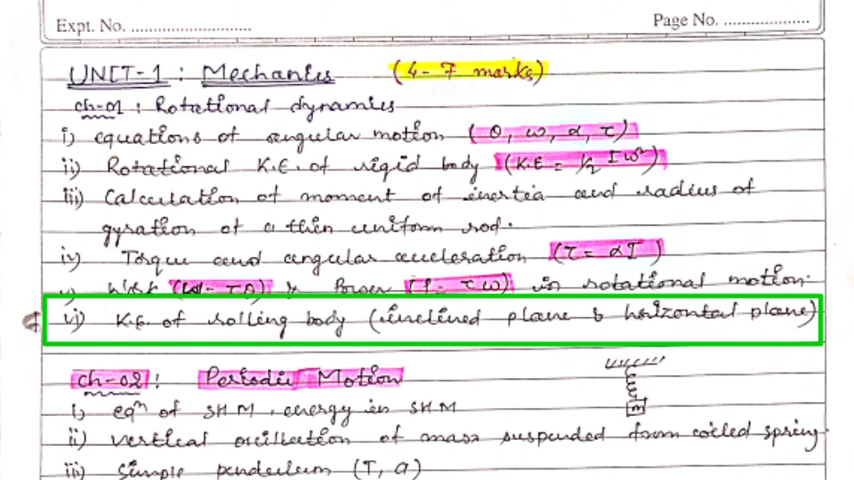 Expt. No. ............................
Page No. ....................
UNIT-1 : Mechanics (4-7 marks)
ch-01 : Rotational dynamics
i) equations of angular motion (θ, ω, α, τ)
ii) Rotational K.E. of rigid body (K.E = 1/2 Iω²)
iii) Calculation of moment of inertia and radius of
gyration of a thin uniform rod.
iv) Torque and angular acceleration (τ = αI)
v) Work (W = τθ) & Power (P = τω) in rotational motion.
vi) K.E. of rolling body (inclined plane & horizontal plane)
ch-02 : Periodic Motion
i) eqⁿ of SHM, energy in SHM
m
ii) vertical oscillation of mass suspended from coiled spring.
iii) Simple pendulum (T, a)